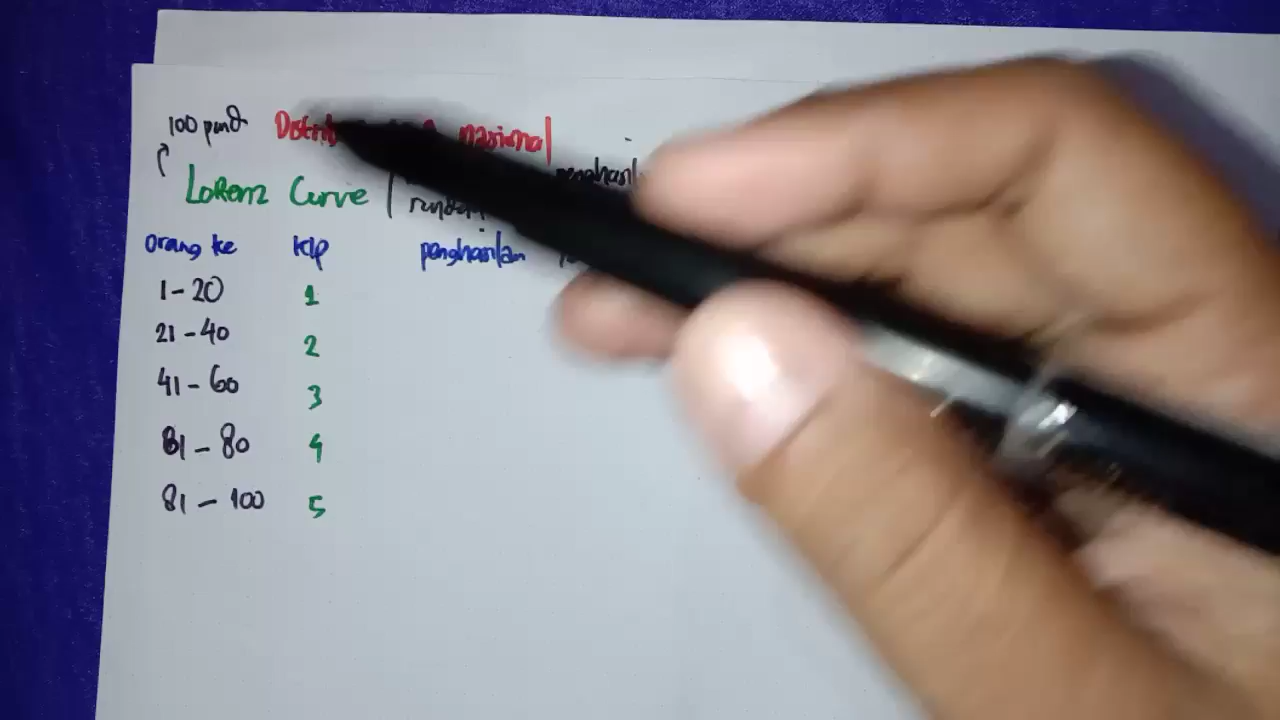 100 pend Distrib nasional
Lorenz Curve penghasil
rendah
orang ke klp penghasilan
1-20 1
21-40 2
41-60 3
81-80 4
81-100 5